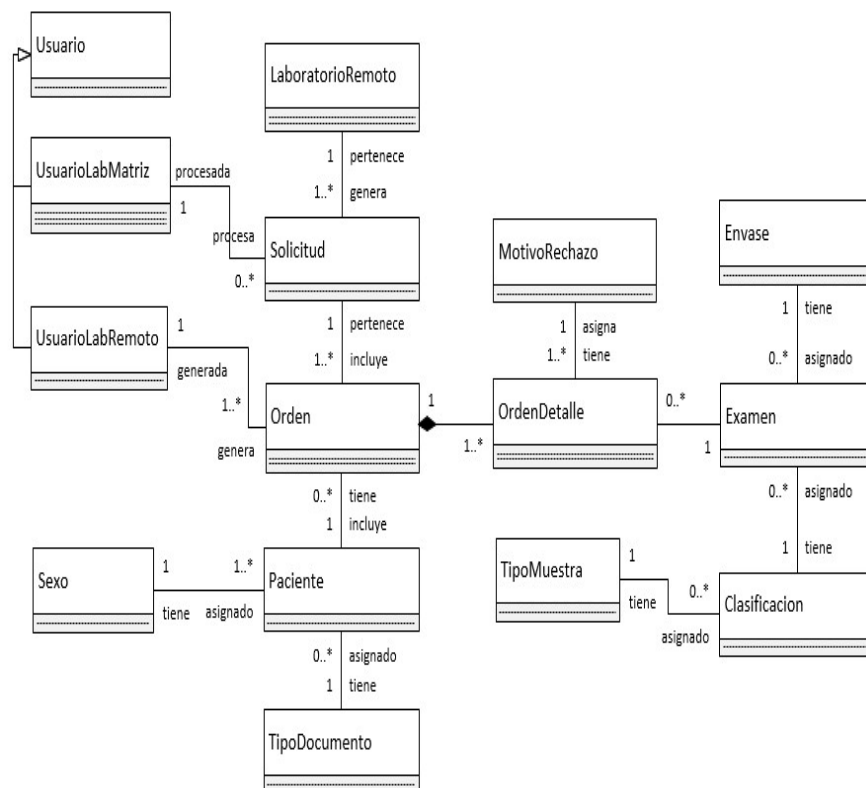 Usuario
LaboratorioRemoto
UsuarioLabMatriz
procesada
1
1
pertenece
1..*
genera
procesa
0..*
Solicitud
MotivoRechazo
Envase
UsuarioLabRemoto
1
generada
1..*
genera
1
pertenece
1..*
incluye
1
asigna
1..*
tiene
1
tiene
0..*
asignado
Orden
1
1..*
OrdenDetalle
0..*
1
Examen
0..*
tiene
1
incluye
0..*
asignado
1
tiene
Sexo
1
tiene
1..*
asignado
Paciente
TipoMuestra
1
tiene
0..*
asignado
Clasificacion
0..*
asignado
1
tiene
TipoDocumento